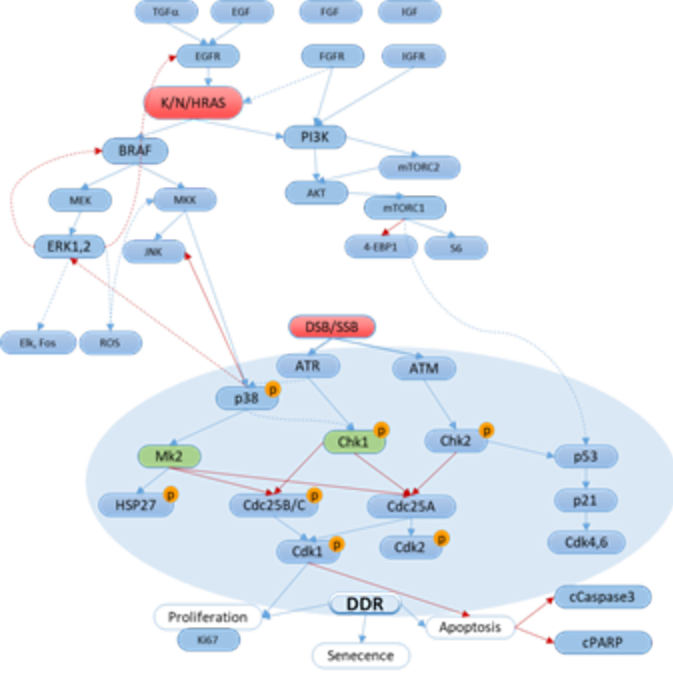 TGFα EGF FGF IGF
EGFR FGFR IGFR
K/N/HRAS
PI3K
BRAF
mTORC2
MEK MKK AKT
mTORC1
ERK1,2 JNK 4-EBP1 S6
DSB/SSB
Elk, Fos ROS
ATR ATM
p38 p
Chk1 p Chk2 p
Mk2 p53
HSP27 p Cdc25B/C p Cdc25A p21
Cdk1 p Cdk2 p Cdk4,6
cCaspase3
DDR
Proliferation Apoptosis
Ki67 cPARP
Senecence